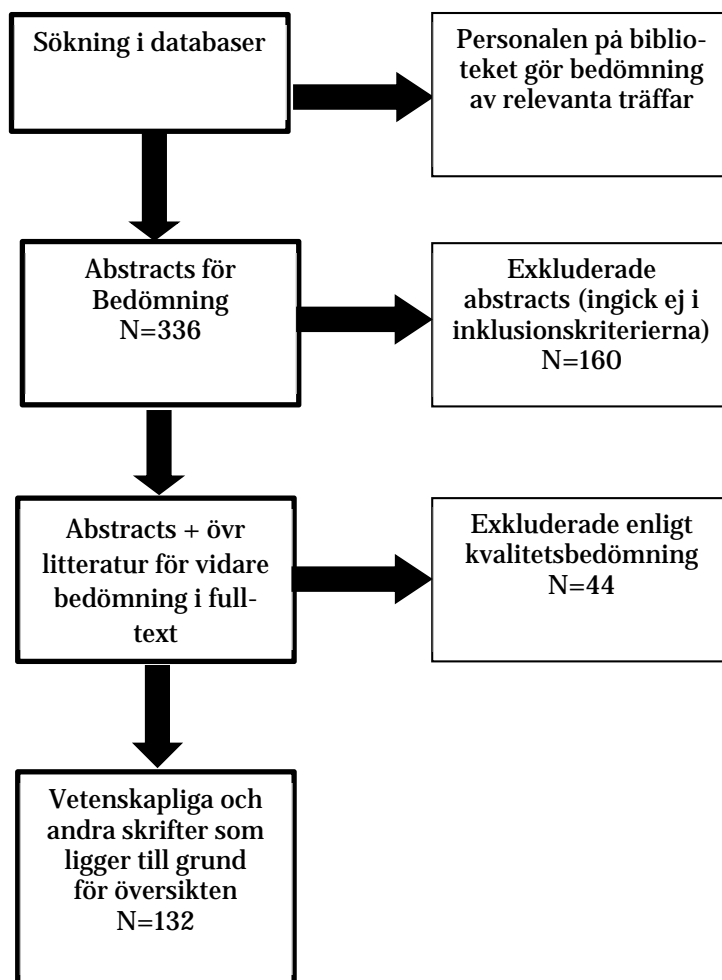 Sökning i databaser
Personalen på biblio-
teket gör bedömning
av relevanta träffar
Abstracts för
Bedömning
N=336
Exkluderade
abstracts (ingick ej i
inklusionskriterierna)
N=160
Abstracts + övr
litteratur för vidare
bedömning i full-
text
Exkluderade enligt
kvalitetsbedömning
N=44
Vetenskapliga och
andra skrifter som
ligger till grund
för översikten
N=132